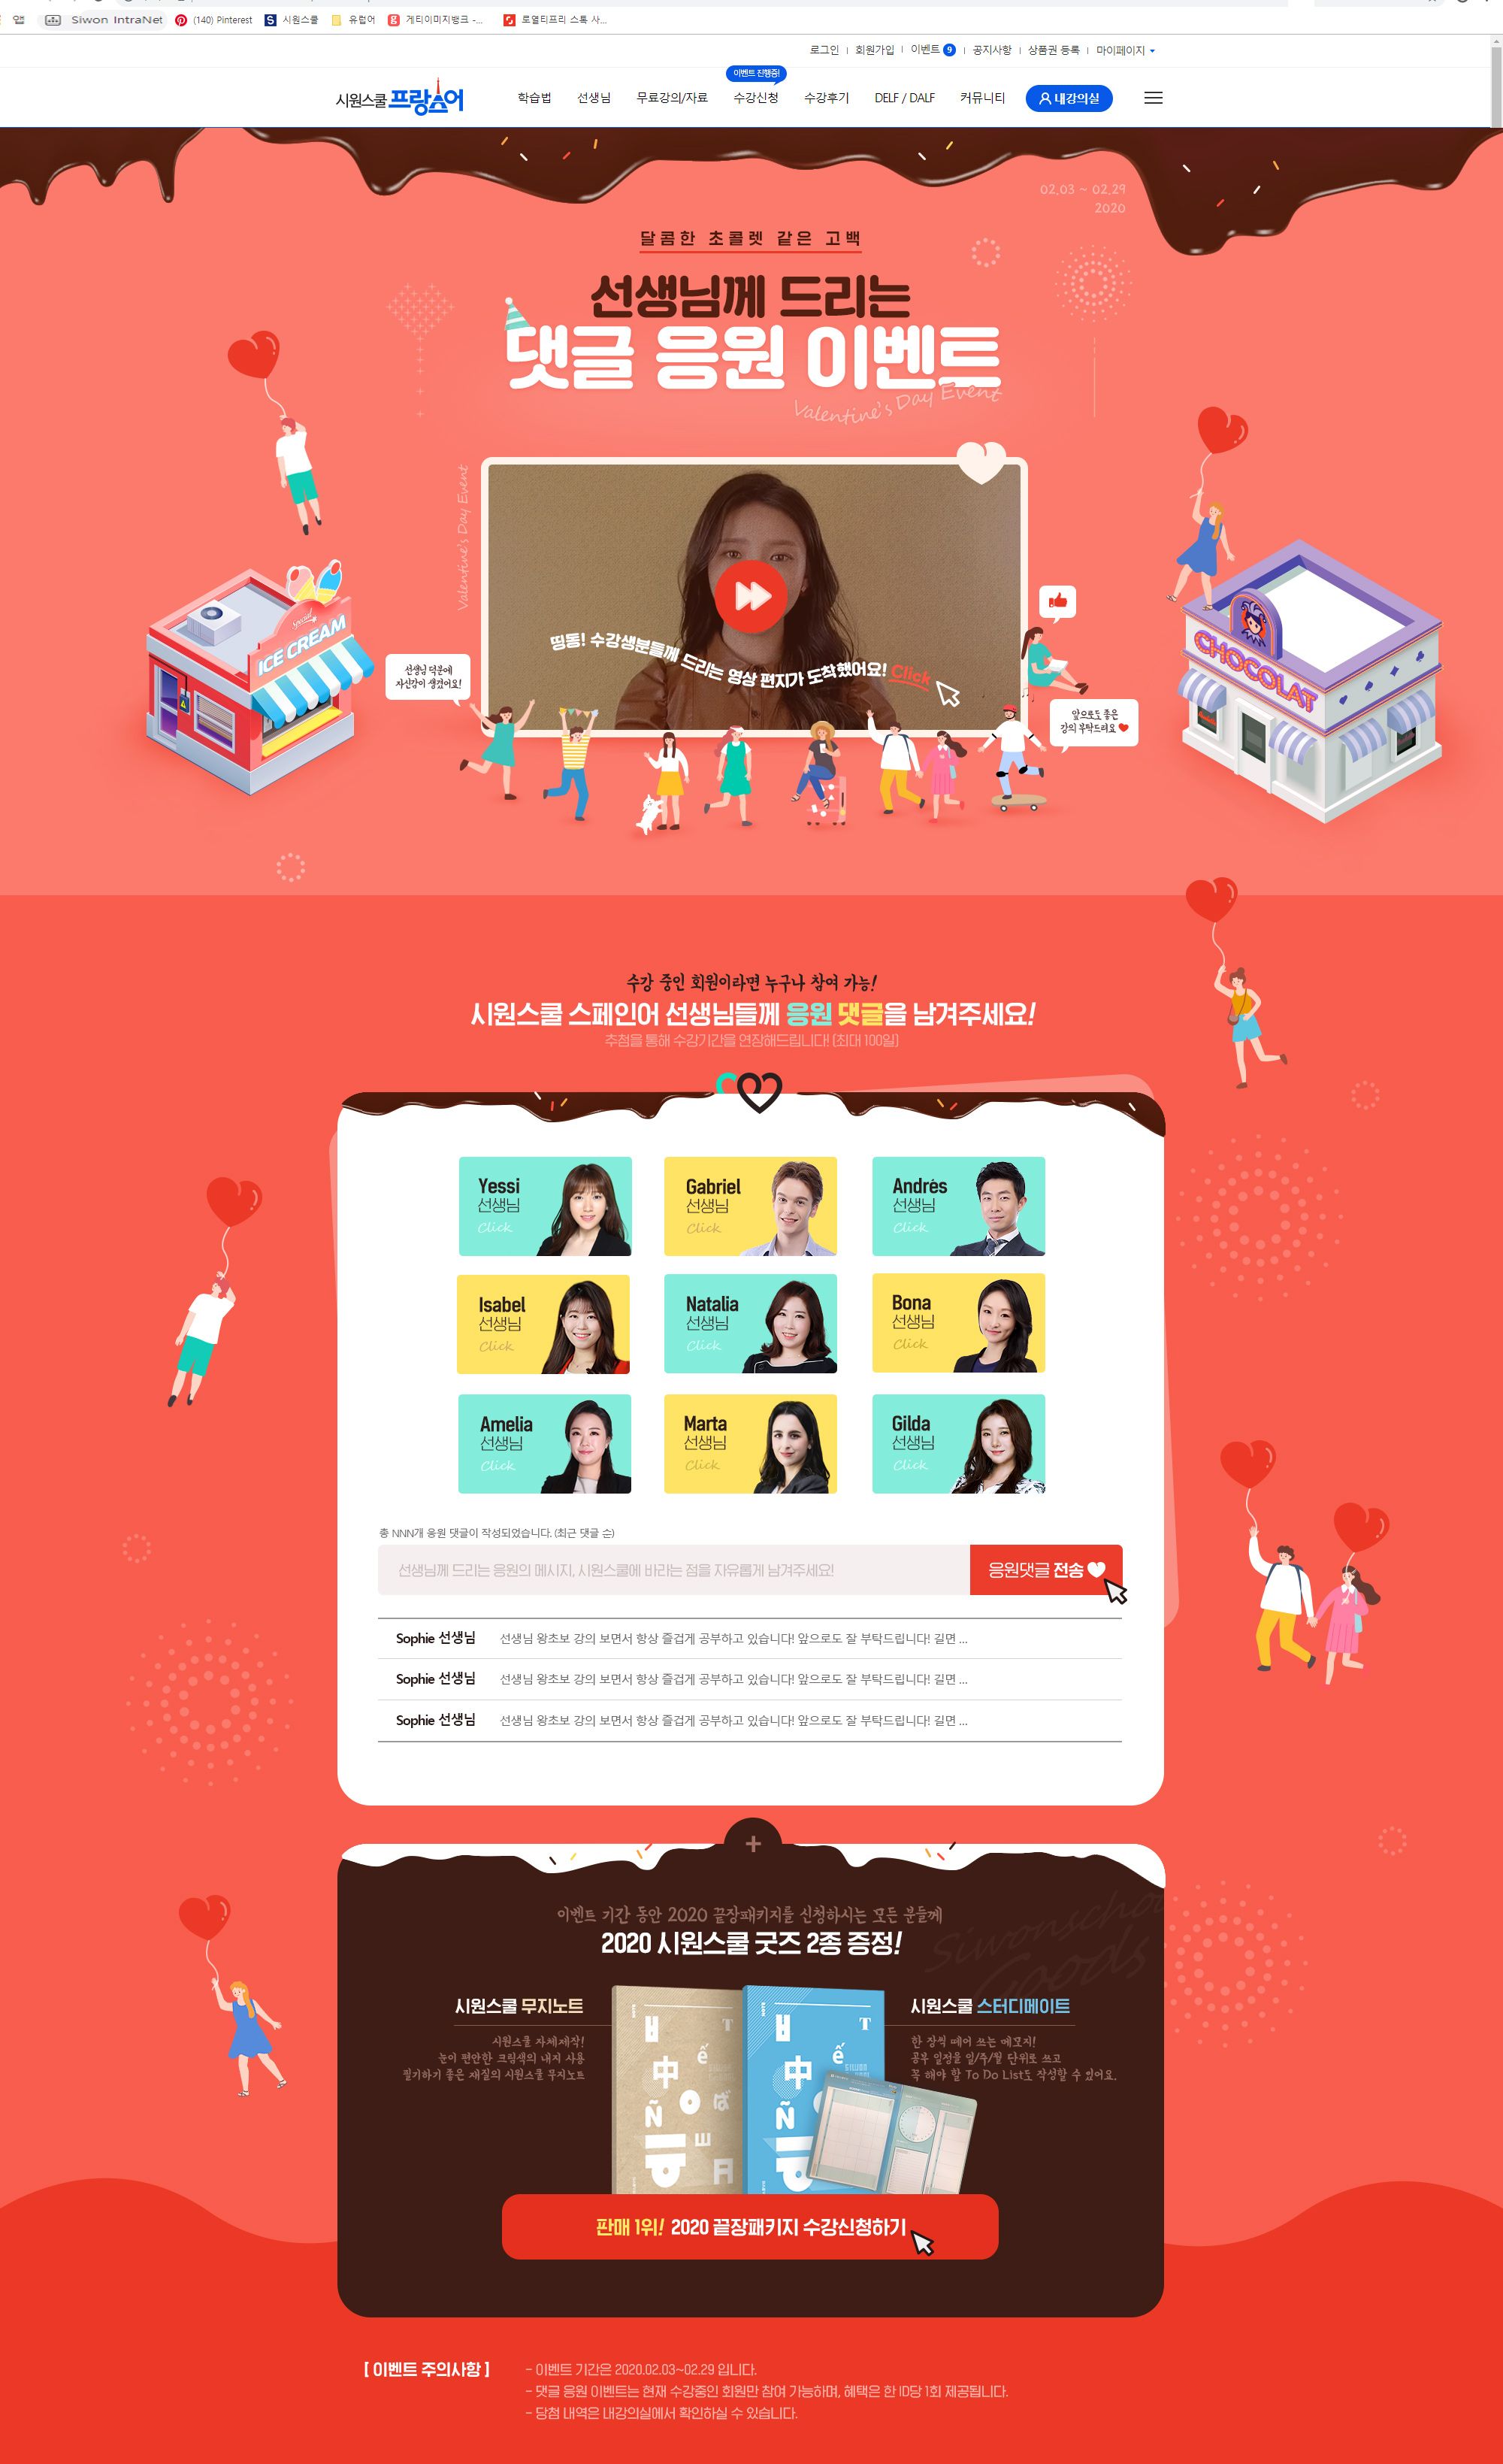 앱
Siwon IntraNet
(140) Pinterest
시원스쿨
유럽어
게티이미지뱅크 -...
로열티프리 스톡 사...
로그인
회원가입
이벤트 9
공지사항
상품권 등록
마이페이지
이벤트 진행중!
시원스쿨 프랑스어
학습법
선생님
무료강의/자료
수강신청
수강후기
DELF / DALF
커뮤니티
내강의실
02.03 ~ 02.29
2020
달콤한 초콜렛 같은 고백
선생님께 드리는
댓글 응원 이벤트
Valentine's Day Event
Valentine's Day Event
띵동! 수강생분들께 드리는 영상 편지가 도착했어요! Click
Special
ICE CREAM
CHOCOLAT
선생님 덕분에
자신감이 생겼어요!
앞으로도 좋은
강의 부탁드려요
수강 중인 회원이라면 누구나 참여 가능!
시원스쿨 스페인어 선생님들께 응원 댓글을 남겨주세요!
추첨을 통해 수강기간을 연장해드립니다! (최대 100일)
Yessi
선생님
Click
Gabriel
선생님
Click
Andrés
선생님
Click
Isabel
선생님
Click
Natalia
선생님
Click
Bona
선생님
Click
Amelia
선생님
Click
Marta
선생님
Click
Gilda
선생님
Click
총 NNN개 응원 댓글이 작성되었습니다. (최근 댓글 순)
선생님께 드리는 응원의 메시지, 시원스쿨에 바라는 점을 자유롭게 남겨주세요!
응원댓글 전송
Sophie 선생님 선생님 왕초보 강의 보면서 항상 즐겁게 공부하고 있습니다! 앞으로도 잘 부탁드립니다! 길면 ...
Sophie 선생님 선생님 왕초보 강의 보면서 항상 즐겁게 공부하고 있습니다! 앞으로도 잘 부탁드립니다! 길면 ...
Sophie 선생님 선생님 왕초보 강의 보면서 항상 즐겁게 공부하고 있습니다! 앞으로도 잘 부탁드립니다! 길면 ...
+
이벤트 기간 동안 2020 끝장패키지를 신청하시는 모든 분들께
2020 시원스쿨 굿즈 2종 증정!
Siwonschool
Goods
시원스쿨 무지노트
시원스쿨 자체제작!
눈이 편안한 크림색의 내지 사용
필기하기 좋은 재질의 시원스쿨 무지노트
시원스쿨 스터디메이트
한 장씩 떼어 쓰는 메모지!
공부 일정을 일/주/월 단위로 쓰고
꼭 해야 할 To Do List도 작성할 수 있어요.
판매 1위! 2020 끝장패키지 수강신청하기
[ 이벤트 주의사항 ]
- 이벤트 기간은 2020.02.03~02.29 입니다.
- 댓글 응원 이벤트는 현재 수강중인 회원만 참여 가능하며, 혜택은 한 ID당 1회 제공됩니다.
- 당첨 내역은 내강의실에서 확인하실 수 있습니다.